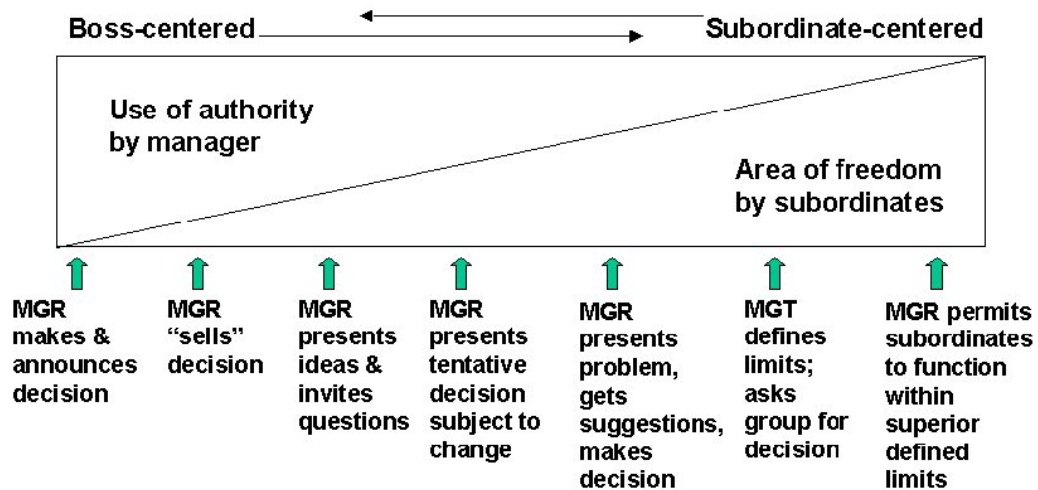 Boss-centered
Subordinate-centered
Use of authority
by manager
Area of freedom
by subordinates
MGR
makes &
announces
decision
MGR
“sells”
decision
MGR
presents
ideas &
invites
questions
MGR
presents
tentative
decision
subject to
change
MGR
presents
problem,
gets
suggestions,
makes
decision
MGT
defines
limits;
asks
group for
decision
MGR permits
subordinates
to function
within
superior
defined
limits